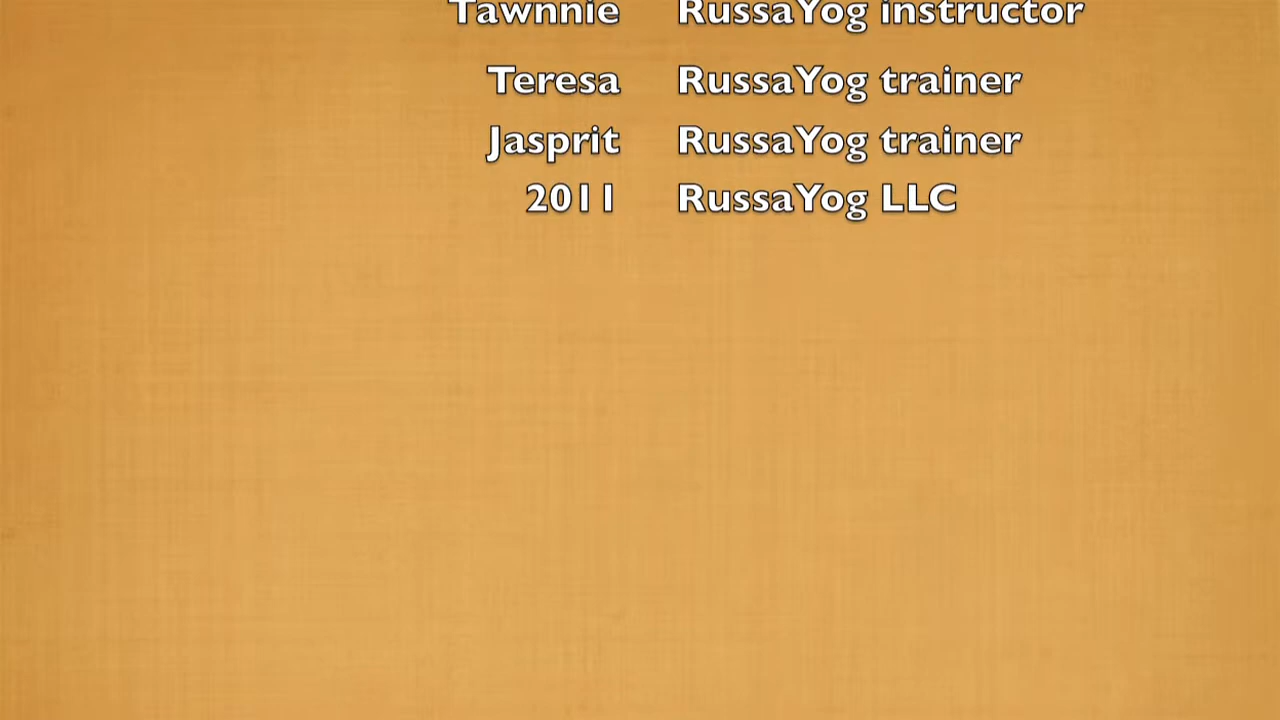 Tawnnie RussaYog instructor
Teresa RussaYog trainer
Jasprit RussaYog trainer
2011 RussaYog LLC